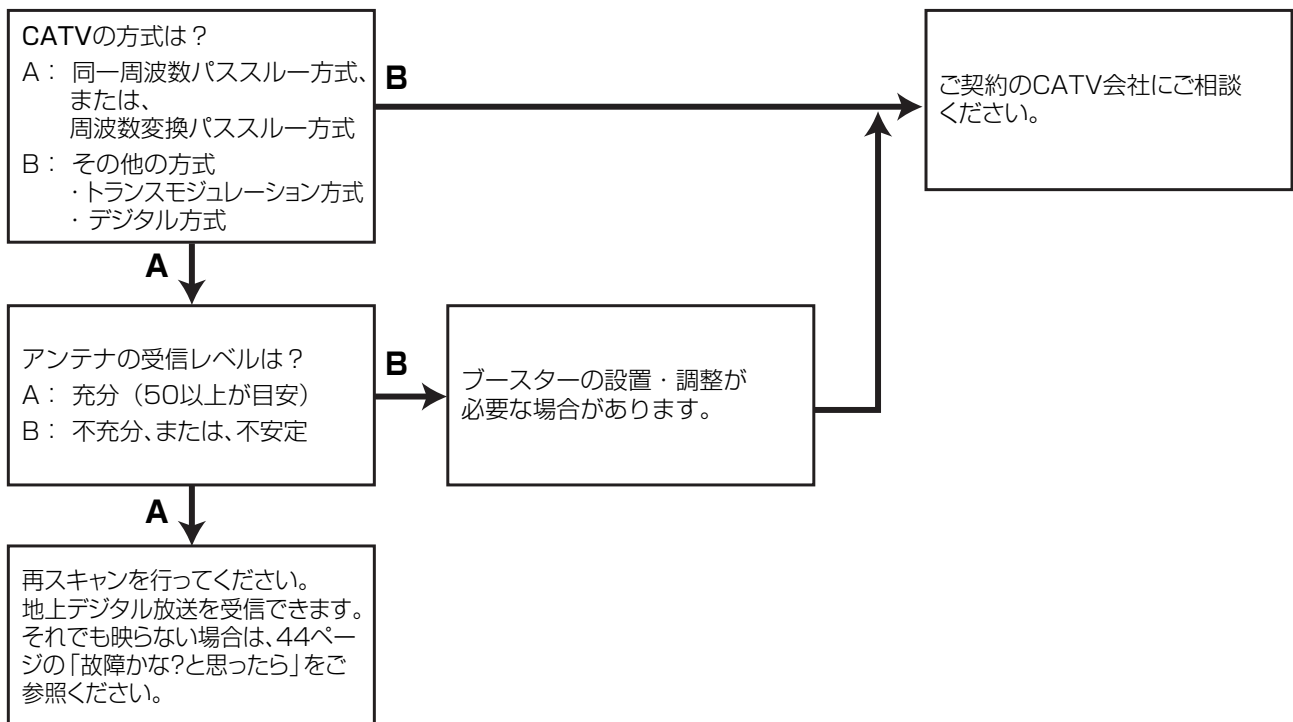 CATVの方式は？
A： 同一周波数パススルー方式、
または、
周波数変換パススルー方式
B： その他の方式
・トランスモジュレーション方式
・ デジタル方式
B
ご契約のCATV会社にご相談
ください。
A
アンテナの受信レベルは？
A： 充分（50以上が目安）
B： 不充分、または、不安定
B
ブースターの設置・調整が
必要な場合があります。
A
再スキャンを行ってください。
地上デジタル放送を受信できます。
それでも映らない場合は、44ペー
ジの「故障かな?と思ったら」をご
参照ください。